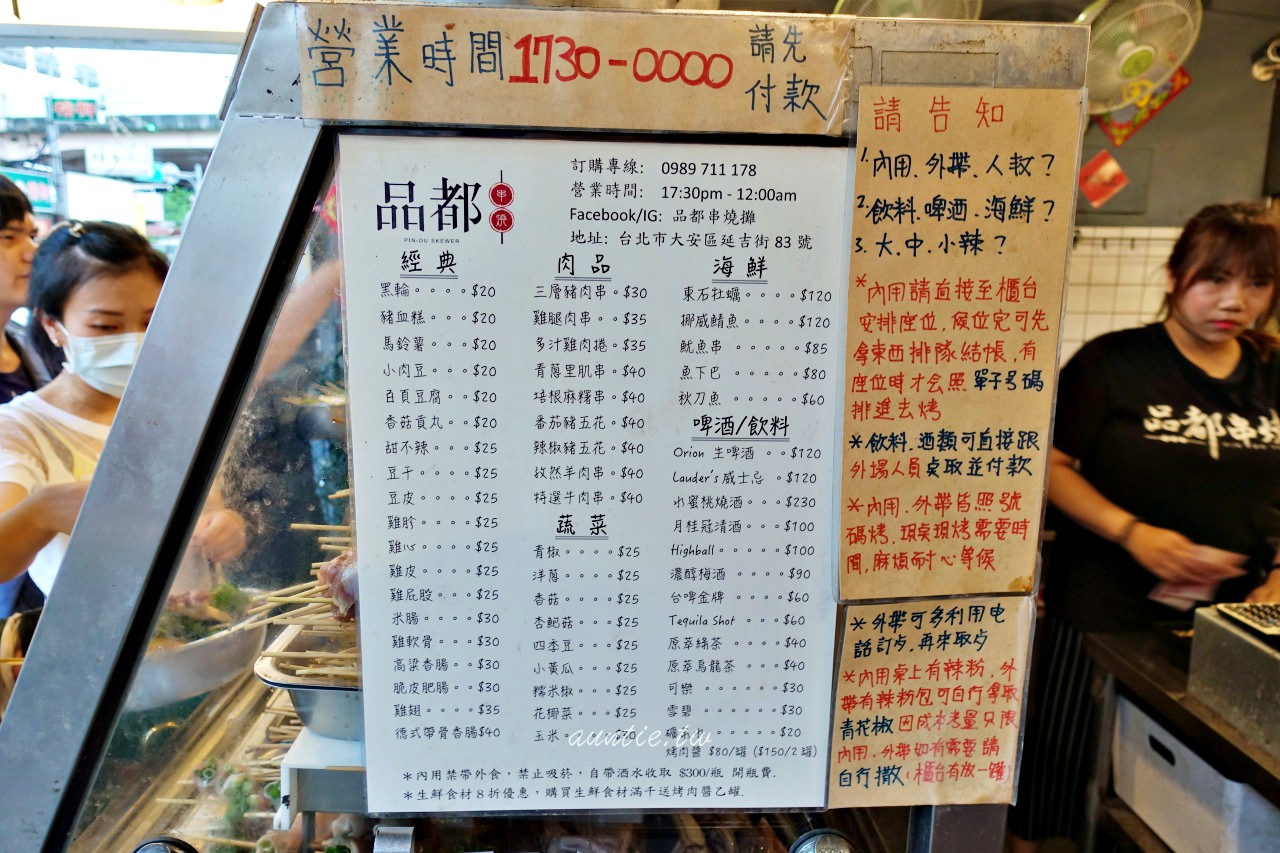 營業時間1730-0000 請先
付款
品都 串燒
PIN-DU SKEWER
訂購專線: 0989 711 178
營業時間: 17:30pm - 12:00am
Facebook/IG: 品都串燒攤
地址: 台北市大安區延吉街 83 號
經典
黑輪。。。。$20
豬血糕。。。$20
馬鈴薯。。。$20
小肉豆。。。$20
百頁豆腐。。$20
香菇貢丸。。$20
甜不辣。。。$25
豆干。。。。$25
豆皮。。。。$25
雞胗。。。。$25
雞心。。。。$25
雞皮。。。。$25
雞屁股。。。$25
米腸。。。。$30
雞軟骨。。。$30
高粱香腸。。$30
脆皮肥腸。。$30
雞翅。。。。$35
德式帶骨香腸$40
肉品
三層豬肉串。$30
雞腿肉串。。$35
多汁雞肉捲。$35
青蔥里肌串。$40
培根麻糬串。$40
番茄豬五花。$40
辣椒豬五花。$40
孜然羊肉串。$40
特選牛肉串。$40
蔬菜
青椒。。。。$25
洋蔥。。。。$25
香菇。。。。$25
杏鮑菇。。。$25
四季豆。。。$25
小黃瓜。。。$25
糯米椒。。。$25
花椰菜。。。$25
玉米。。。。$30
海鮮
東石牡蠣。。。。$120
挪威鯖魚。。。。$120
魷魚串 。。。。。$85
魚下巴 。。。。。$80
秋刀魚 。。。。。$60
啤酒/飲料
Orion 生啤酒 。。$120
Lauder's 威士忌 。$120
水蜜桃燒酒。。。$230
月桂冠清酒。。。$100
Highball。。。。。$100
濃醇梅酒 。。。。$90
台啤金牌 。。。。$60
Tequila Shot 。。。$60
原萃綠茶 。。。。$40
原萃烏龍茶 。。。$40
可樂 。。。。。。$30
雪碧 。。。。。。$30
$20
烤肉醬 $80/罐 ($150/2罐)
auntie.tw
*內用禁帶外食，禁止吸菸，自帶酒水收取 $300/瓶 開瓶費.
*生鮮食材8折優惠，購買生鮮食材滿千送烤肉醬乙罐.
請告知
1. 內用. 外帶. 人數?
2. 飲料. 啤酒. 海鮮?
3. 大. 中. 小辣?
*內用請直接至櫃台
安排座位, 候位完可先
拿東西排隊結帳, 有
座位時才会照 單子号碼
排進去烤
*飲料. 酒類可直接跟
外場人員桌取並付款
*內用. 外帶皆照號
碼烤, 現桌現烤需要時
間, 麻煩耐心等候
*外帶可多利用电
話訂点, 再來取点
*內用桌上有辣粉, 外
帶有辣粉包可自行拿取
青花椒因成本考量只限
內用. 外帶如有需要請
自行撒(櫃台有放一罐)
品都串燒